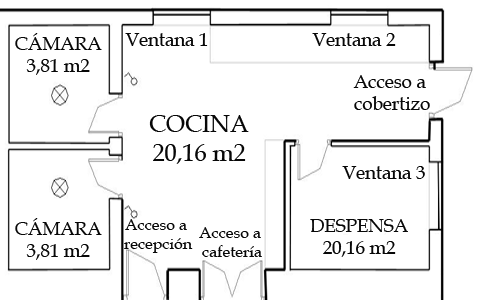 CÁMARA
3,81 m2
Ventana 1
Ventana 2
Acceso a
cobertizo
COCINA
20,16 m2
Ventana 3
CÁMARA
3,81 m2
Acceso a
recepción
Acceso a
cafetería
DESPENSA
20,16 m2